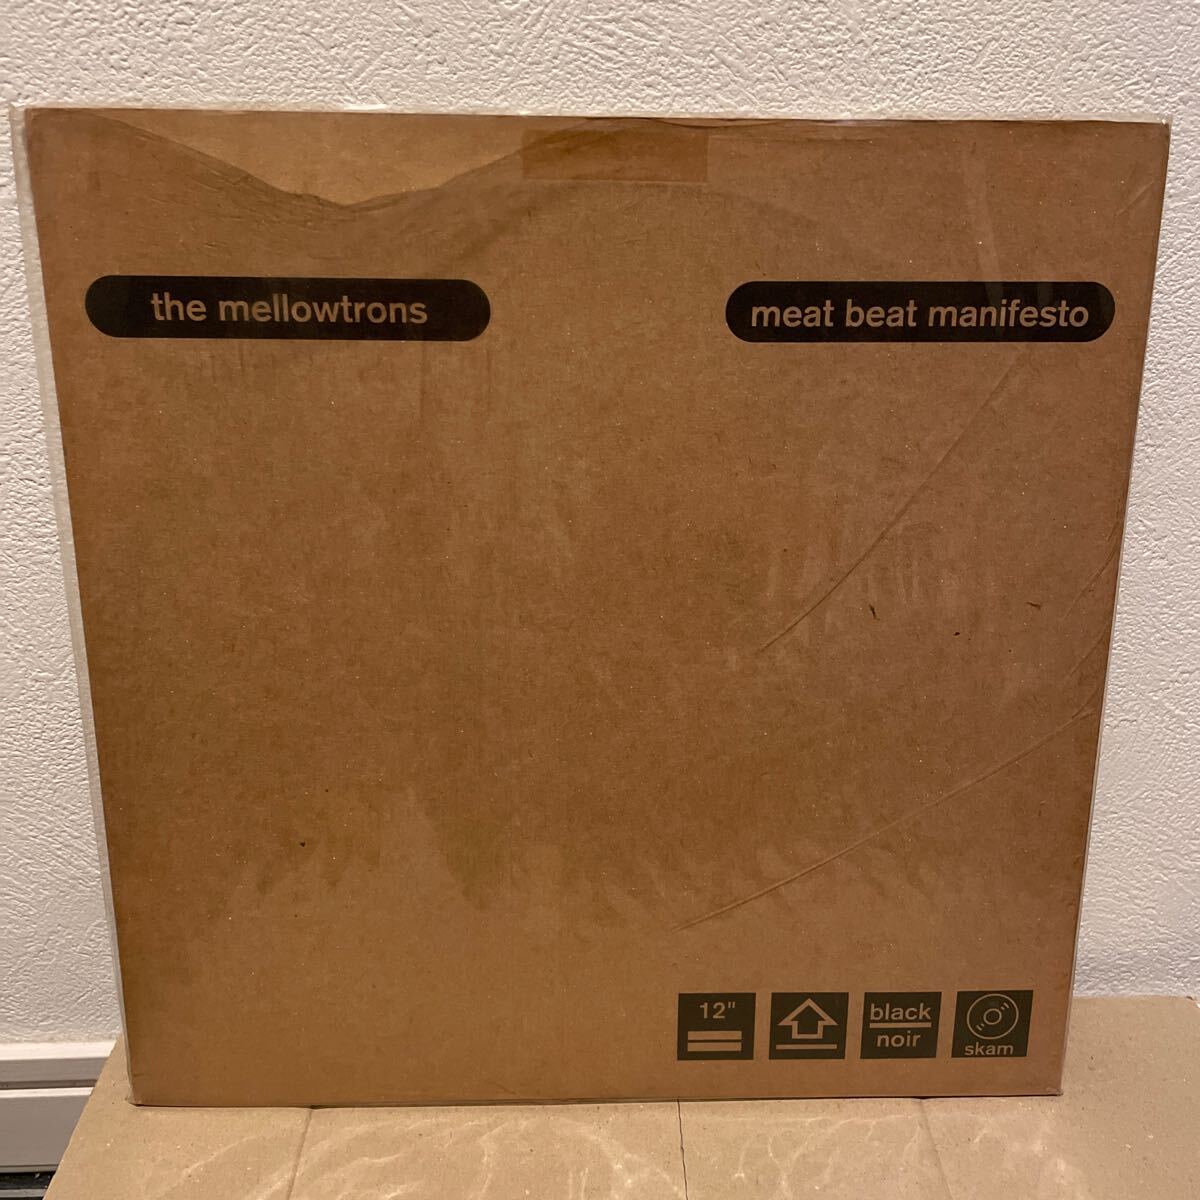 the mellowtrons
meat beat manifesto
12"
black
noir
skam